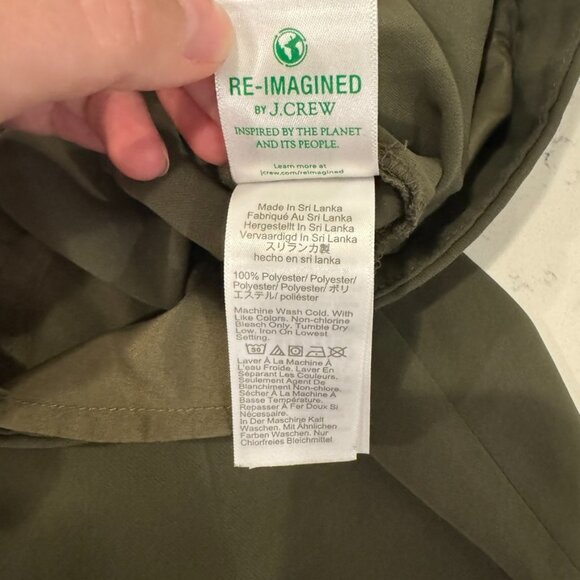 RE-IMAGINED
BY J.CREW
INSPIRED BY THE PLANET
AND ITS PEOPLE.
Learn more at
jcrew.com/reimagined
Made In Sri Lanka
Fabriqué Au Sri Lanka
Hergestellt In Sri Lanka
Vervaardigd In Sri Lanka
スリランカ製
hecho en sri lanka
100% Polyester/ Polyester/
Polyester/ Polyester/ ポリ
エステル/ poliéster
Machine Wash Cold. With
Like Colors. Non-chlorine
Bleach Only. Tumble Dry
Low. Iron On Lowest
Setting.
30
Laver À La Machine À
L'eau Froide. Laver En
Séparant Les Couleurs.
Seulement Agent De
Blanchiment Non-chlore.
Sécher À La Machine À
Basse Température.
Repasser À Fer Doux Si
Nécessaire.
In Der Maschine Kalt
Waschen. Mit Ähnlichen
Farben Waschen. Nur
Chlorfreies Bleichmittel